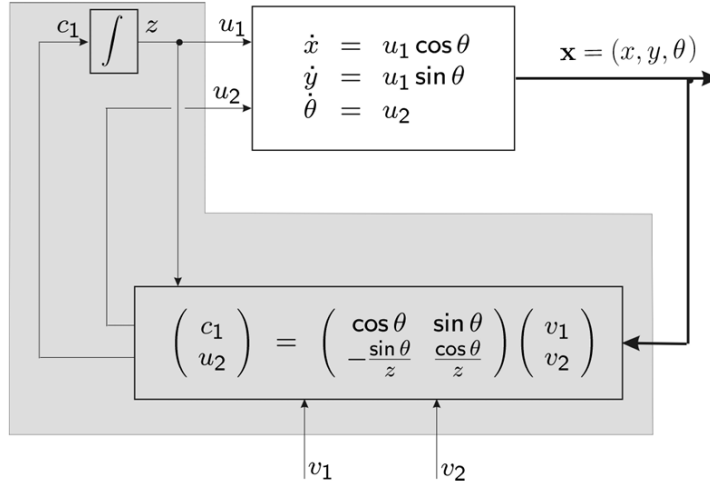 c₁ ∫ z u₁
u₂
ẋ = u₁ cos θ
ẏ = u₁ sin θ
θ̇ = u₂
𝐱 = (x, y, θ)
( c₁ ) = ( cos θ sin θ ) ( v₁ )
( u₂ ) ( −sin θ/z cos θ/z ) ( v₂ )
v₁ v₂